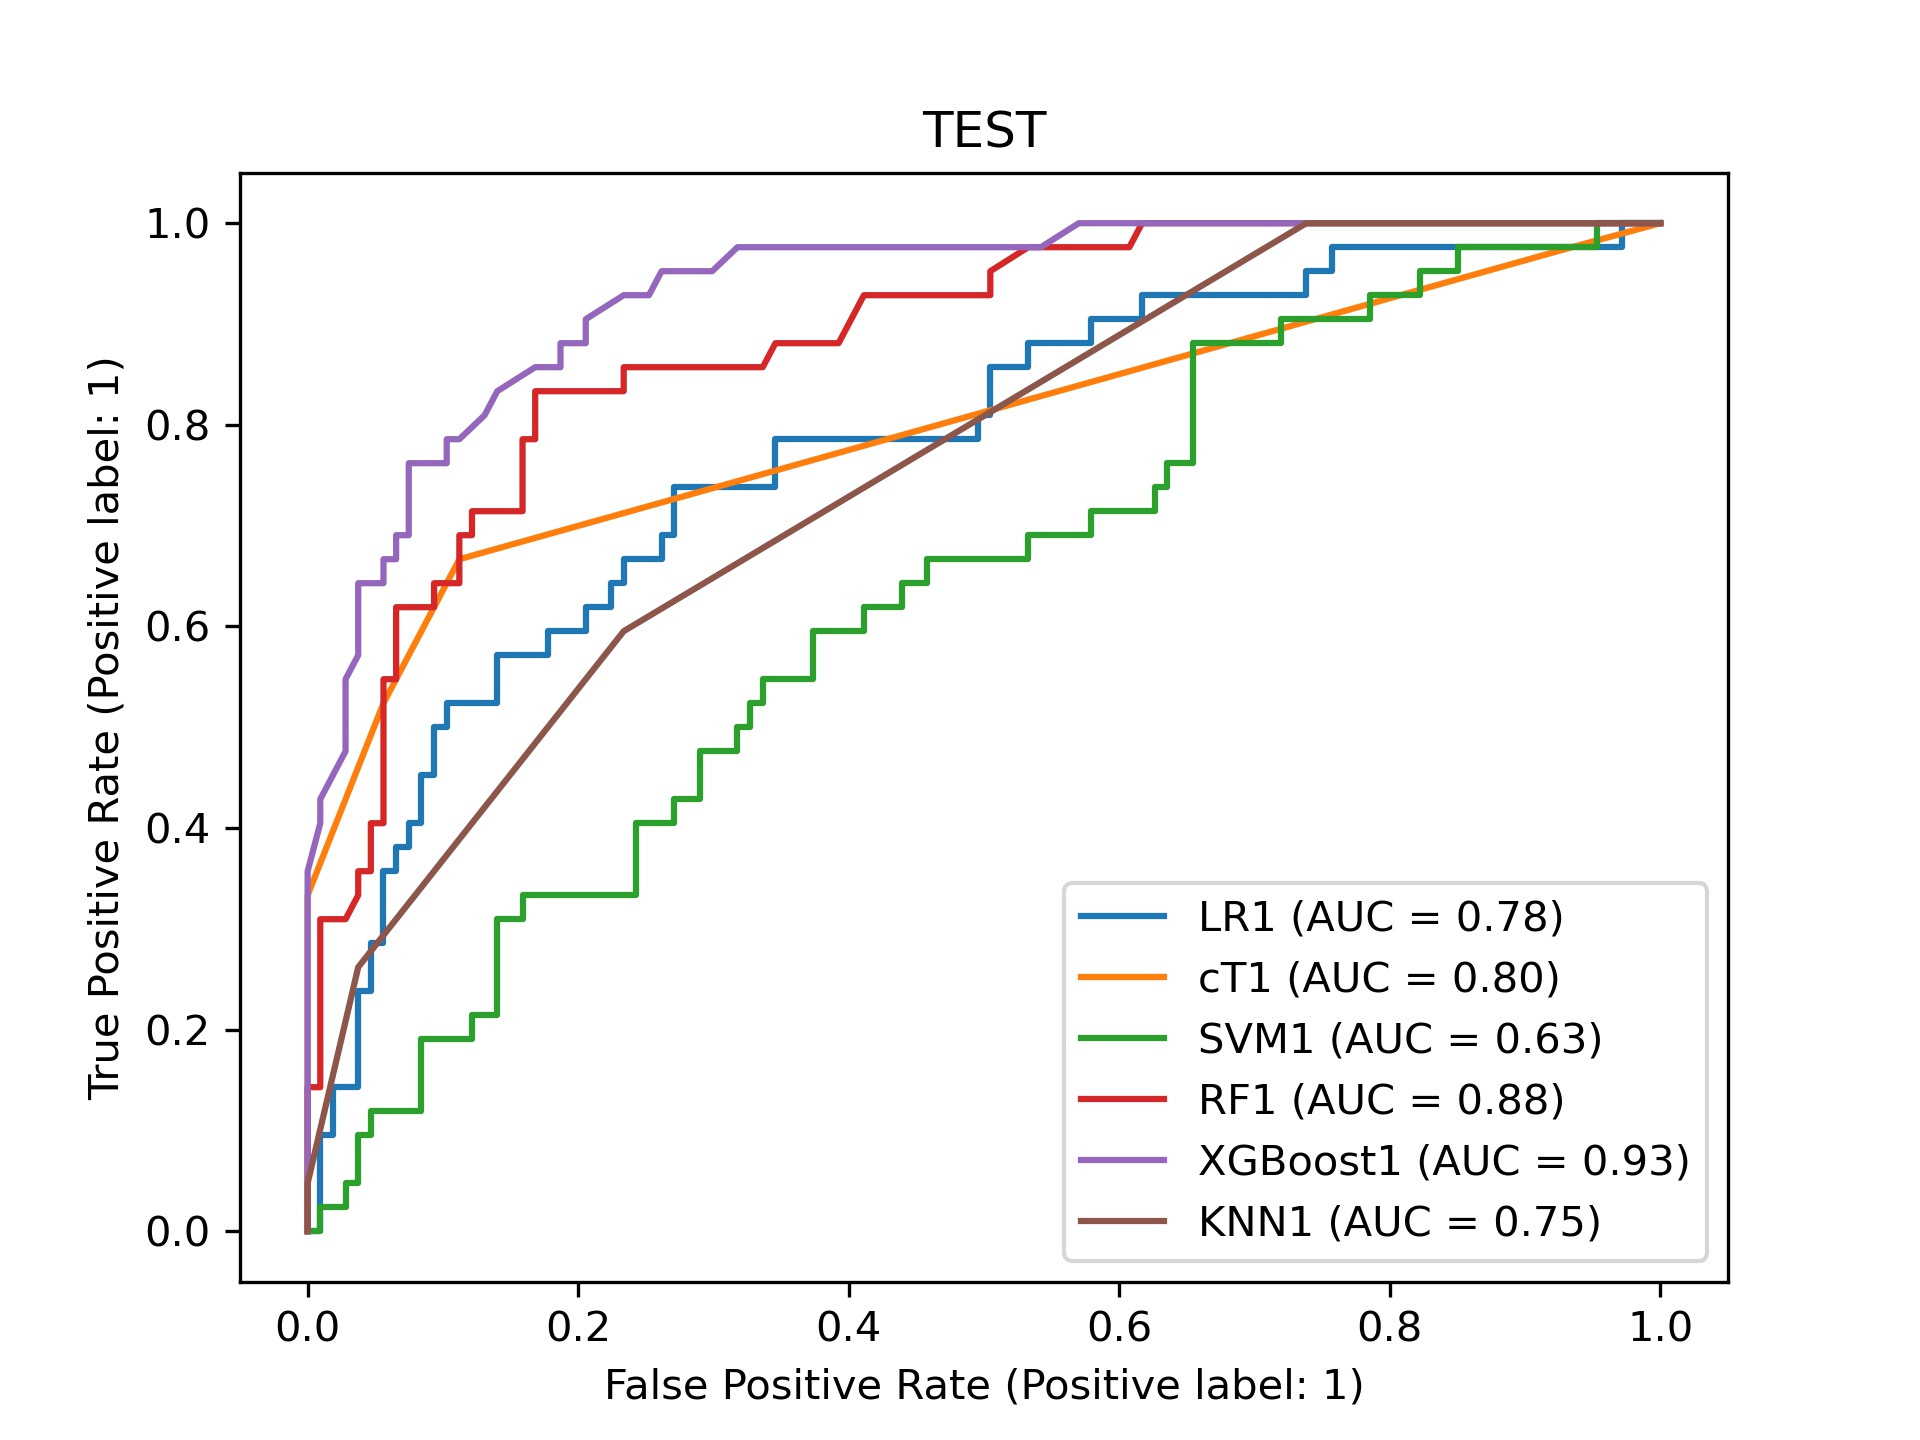 TEST
True Positive Rate (Positive label: 1)
1.0
0.8
0.6
0.4
0.2
0.0
LR1 (AUC = 0.78)
cT1 (AUC = 0.80)
SVM1 (AUC = 0.63)
RF1 (AUC = 0.88)
XGBoost1 (AUC = 0.93)
KNN1 (AUC = 0.75)
0.0 0.2 0.4 0.6 0.8 1.0
False Positive Rate (Positive label: 1)